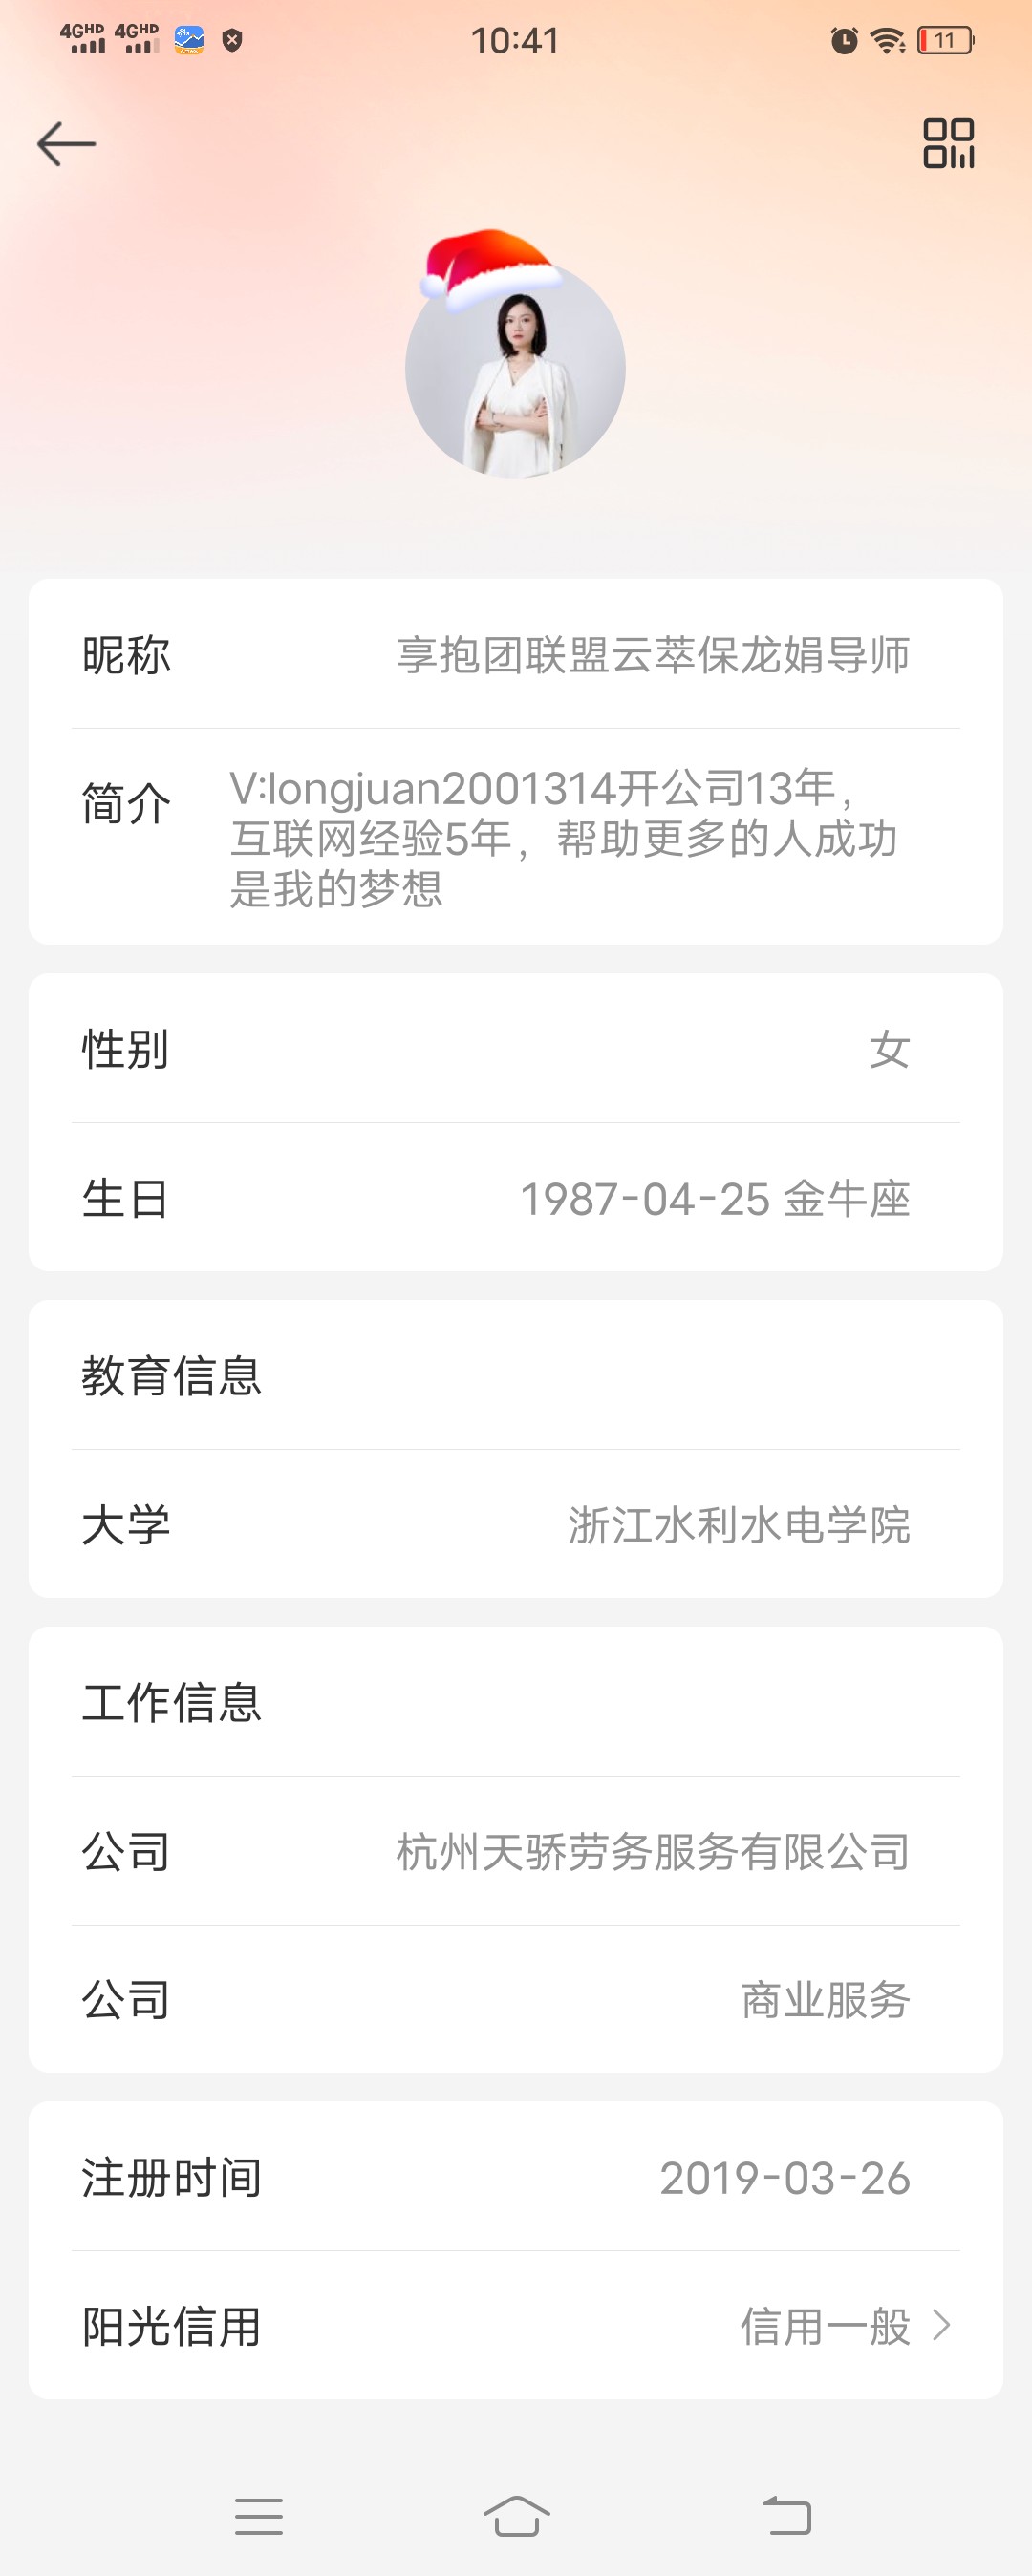 4GHD 4GHD 10:41 11
昵称 享抱团联盟云萃保龙娟导师
简介 V:longjuan2001314开公司13年,
互联网经验5年，帮助更多的人成功
是我的梦想
性别 女
生日 1987-04-25 金牛座
教育信息
大学 浙江水利水电学院
工作信息
公司 杭州天骄劳务服务有限公司
公司 商业服务
注册时间 2019-03-26
阳光信用 信用一般